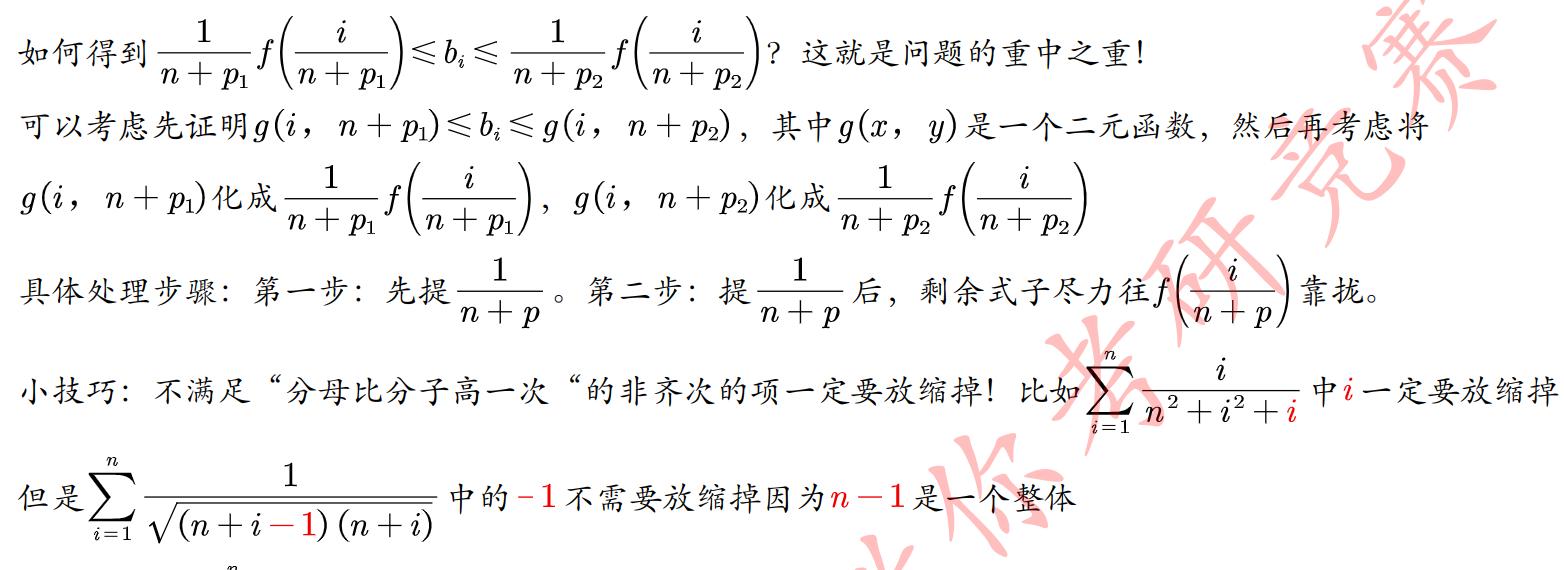 如何得到 $\frac{1}{n+p_1}f\left(\frac{i}{n+p_1}\right)\leqslant b_i\leqslant\frac{1}{n+p_2}f\left(\frac{i}{n+p_2}\right)$？这就是问题的重中之重！
可以考虑先证明$g(i，n+p_1)\leqslant b_i\leqslant g(i，n+p_2)$，其中$g(x，y)$是一个二元函数，然后再考虑将
$g(i，n+p_1)$化成$\frac{1}{n+p_1}f\left(\frac{i}{n+p_1}\right)$，$g(i，n+p_2)$化成$\frac{1}{n+p_2}f\left(\frac{i}{n+p_2}\right)$
具体处理步骤：第一步：先提$\frac{1}{n+p}$。第二步：提$\frac{1}{n+p}$后，剩余式子尽力往$f\left(\frac{i}{n+p}\right)$靠拢。
小技巧：不满足“分母比分子高一次“的非齐次的项一定要放缩掉！比如$\sum_{i=1}^{n}\frac{i}{n^2+i^2+i}$中$i$一定要放缩掉
但是$\sum_{i=1}^{n}\frac{1}{\sqrt{(n+i-1)(n+i)}}$中的$-1$不需要放缩掉因为$n-1$是一个整体
你考研竞赛